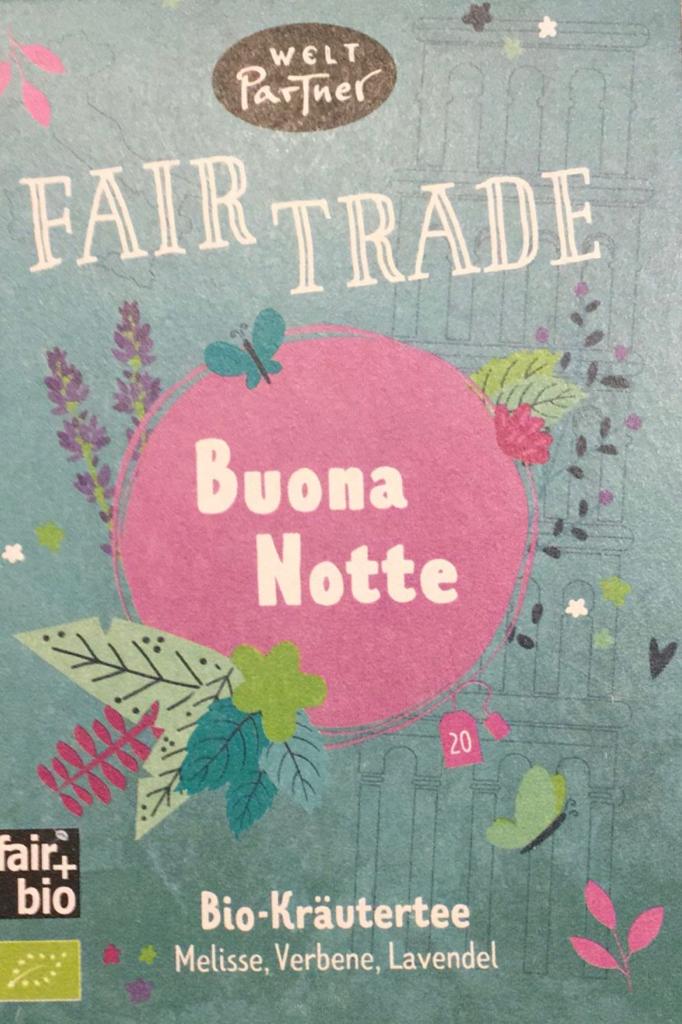 WELT
PARTNER
FAIR TRADE
Buona
Notte
20
fair+
bio
Bio-Kräutertee
Melisse, Verbene, Lavendel